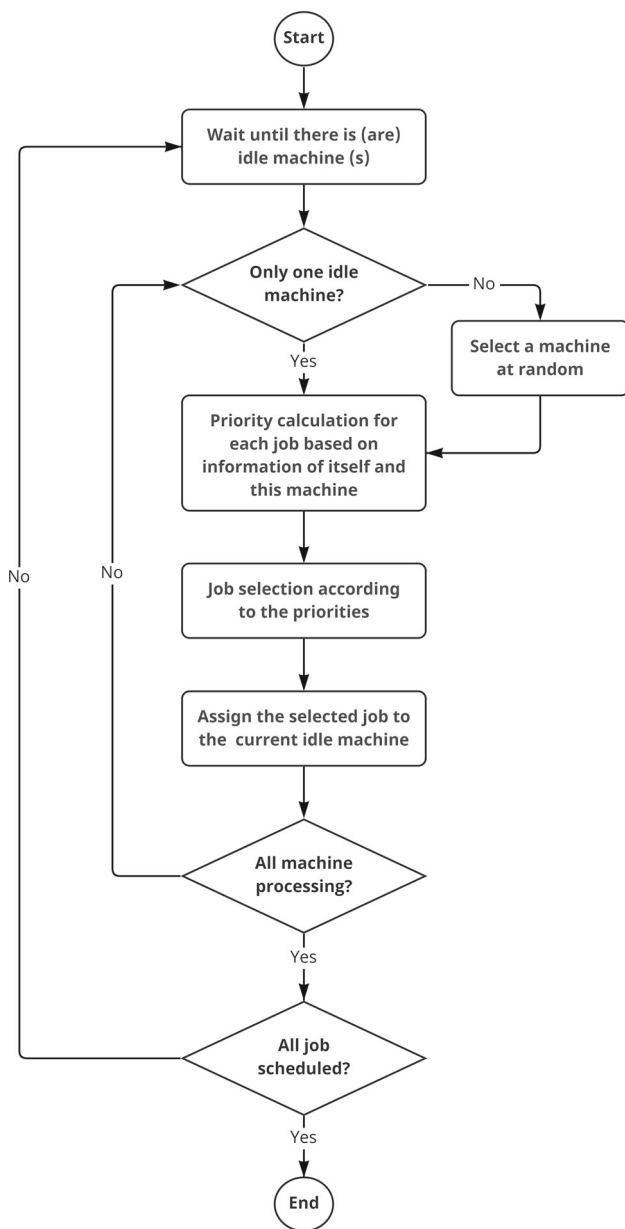 Start
Wait until there is (are)
idle machine (s)
Only one idle
machine?
No
Select a machine
at random
Yes
Priority calculation for
each job based on
information of itself and
this machine
No
No
Job selection according
to the priorities
Assign the selected job to
the current idle machine
All machine
processing?
Yes
All job
scheduled?
Yes
End